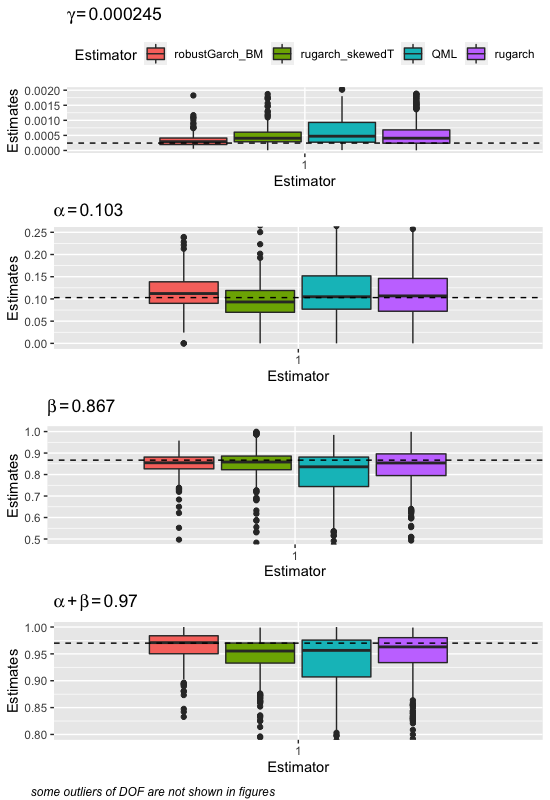 γ = 0.000245
Estimator robustGarch_BM rugarch_skewedT QML rugarch
Estimates
0.0020
0.0015
0.0010
0.0005
0.0000
1
Estimator
α = 0.103
Estimates
0.25
0.20
0.15
0.10
0.05
0.00
1
Estimator
β = 0.867
Estimates
1.0
0.9
0.8
0.7
0.6
0.5
1
Estimator
α + β = 0.97
Estimates
1.00
0.95
0.90
0.85
0.80
1
Estimator
some outliers of DOF are not shown in figures